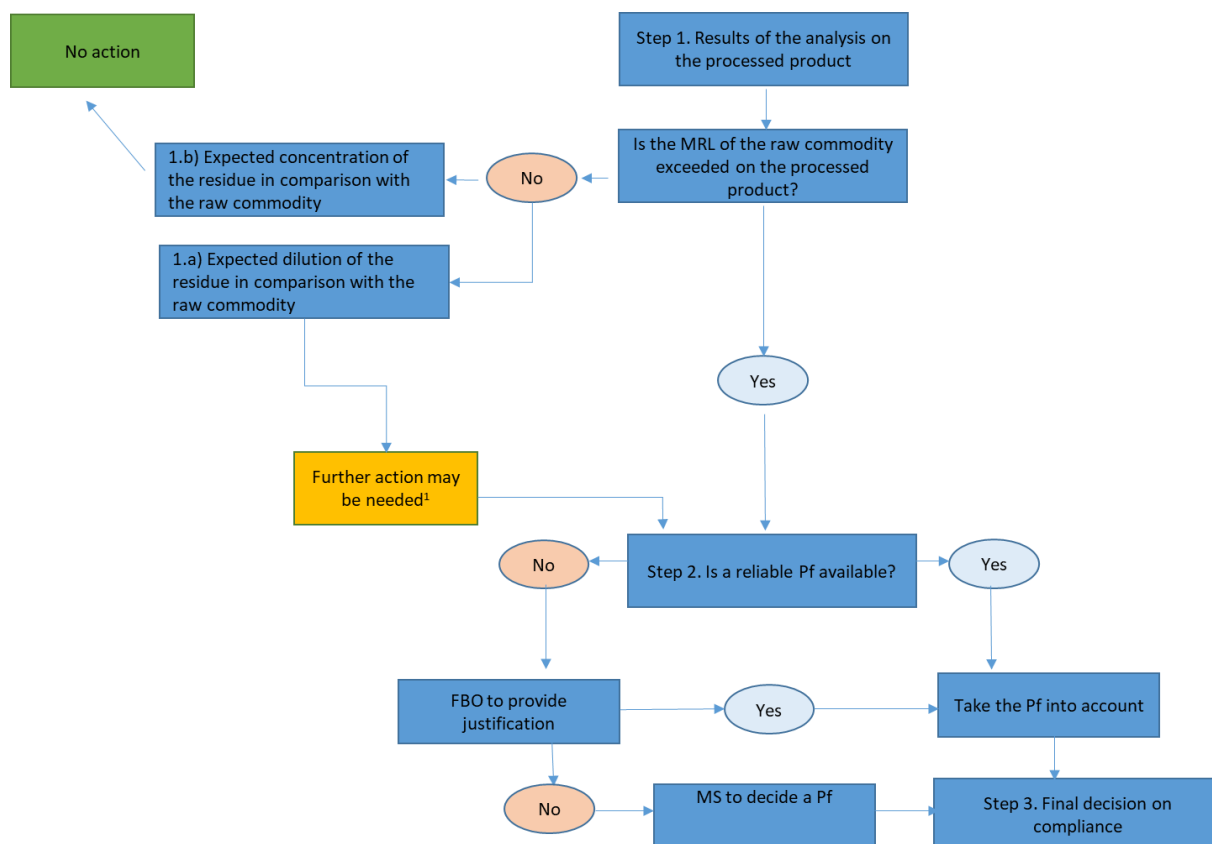 No action
Step 1. Results of the analysis on
the processed product
Is the MRL of the raw commodity
exceeded on the processed
product?
No
1.b) Expected concentration of
the residue in comparison with
the raw commodity
1.a) Expected dilution of the
residue in comparison with the
raw commodity
Yes
Further action may
be needed¹
Step 2. Is a reliable Pf available?
No
Yes
FBO to provide
justification
Yes
Take the Pf into account
No
MS to decide a Pf
Step 3. Final decision on
compliance